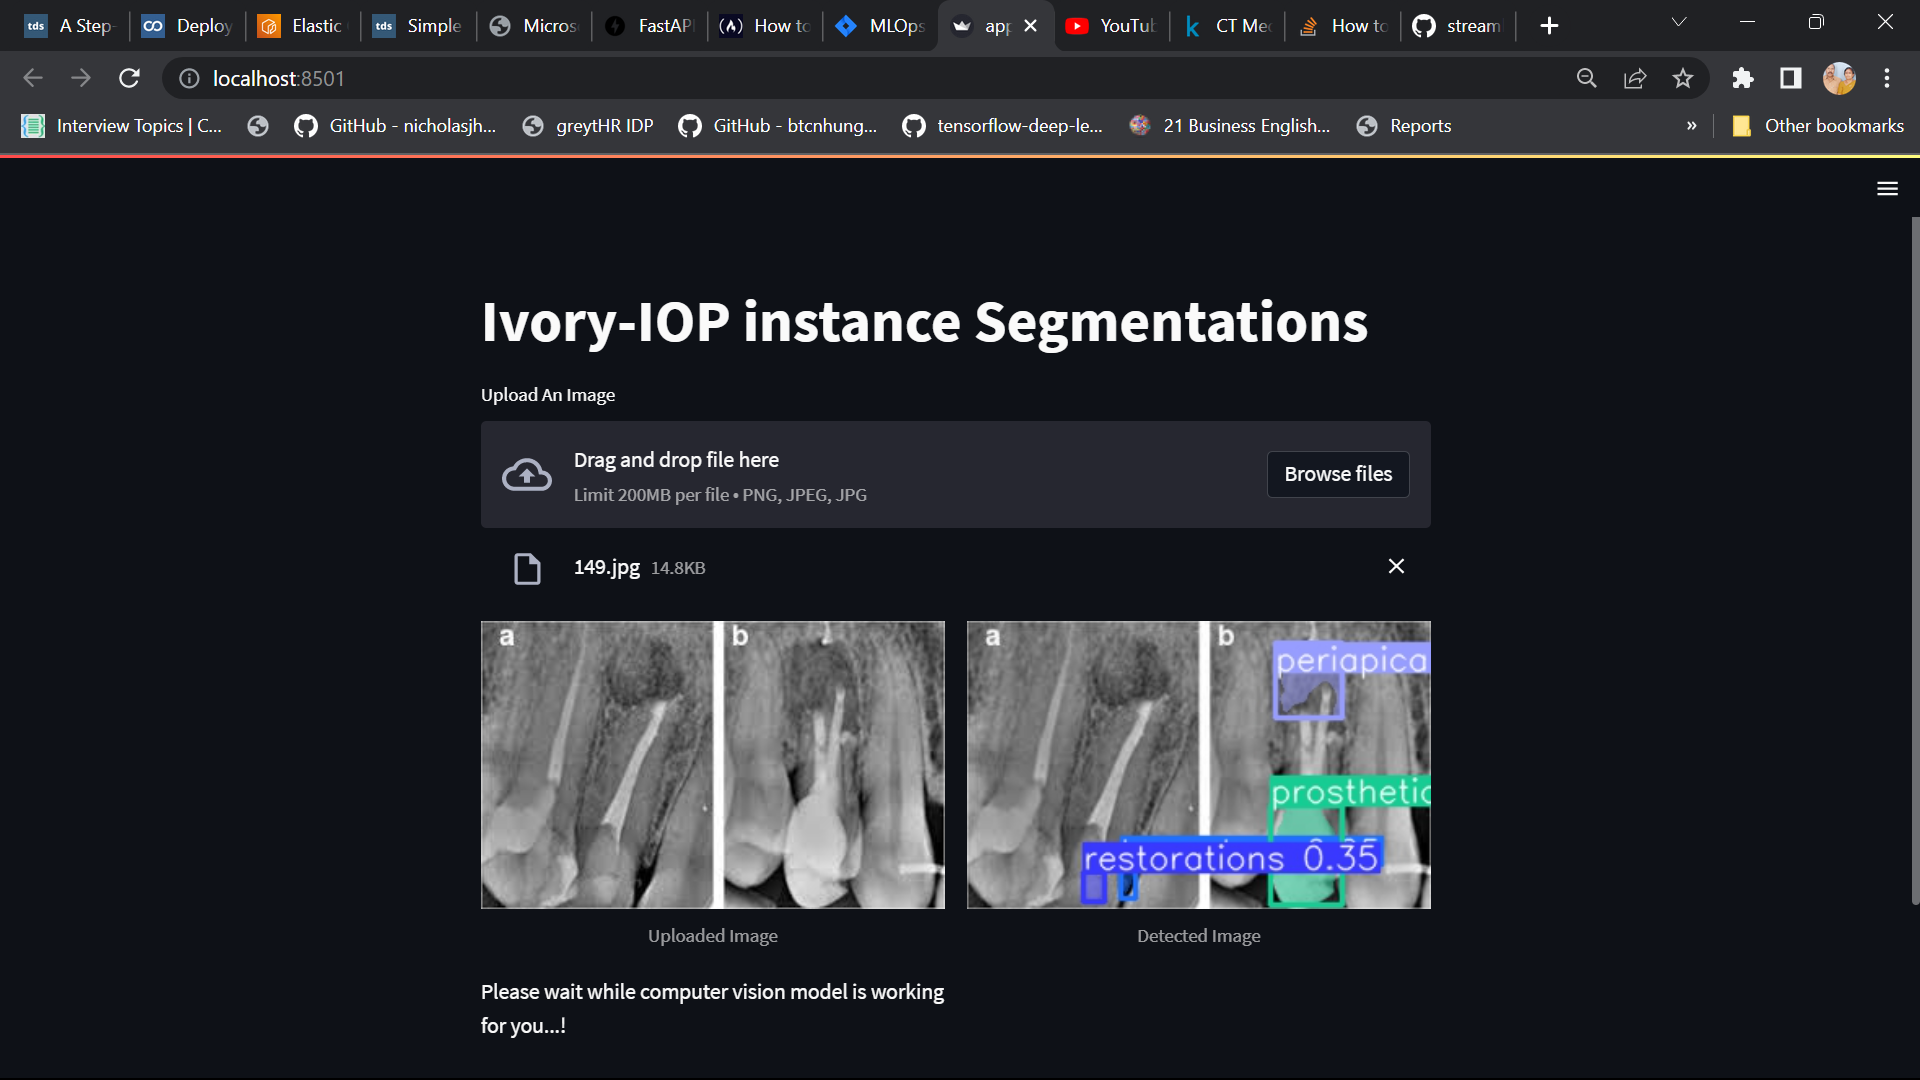 A Step-
Deploy
Elastic
Simple
Micros
FastAPI
How to
MLOps
app
YouTub
CT Med
How to
stream
localhost:8501
Interview Topics | C...
GitHub - nicholasjh...
greytHR IDP
GitHub - btcnhung...
tensorflow-deep-le...
21 Business English...
Reports
»
Other bookmarks
Ivory-IOP instance Segmentations
Upload An Image
Drag and drop file here
Limit 200MB per file • PNG, JPEG, JPG
Browse files
149.jpg 14.8KB
a b
a b
periapica
prosthetic
restorations 0.35
Uploaded Image
Detected Image
Please wait while computer vision model is working
for you...!